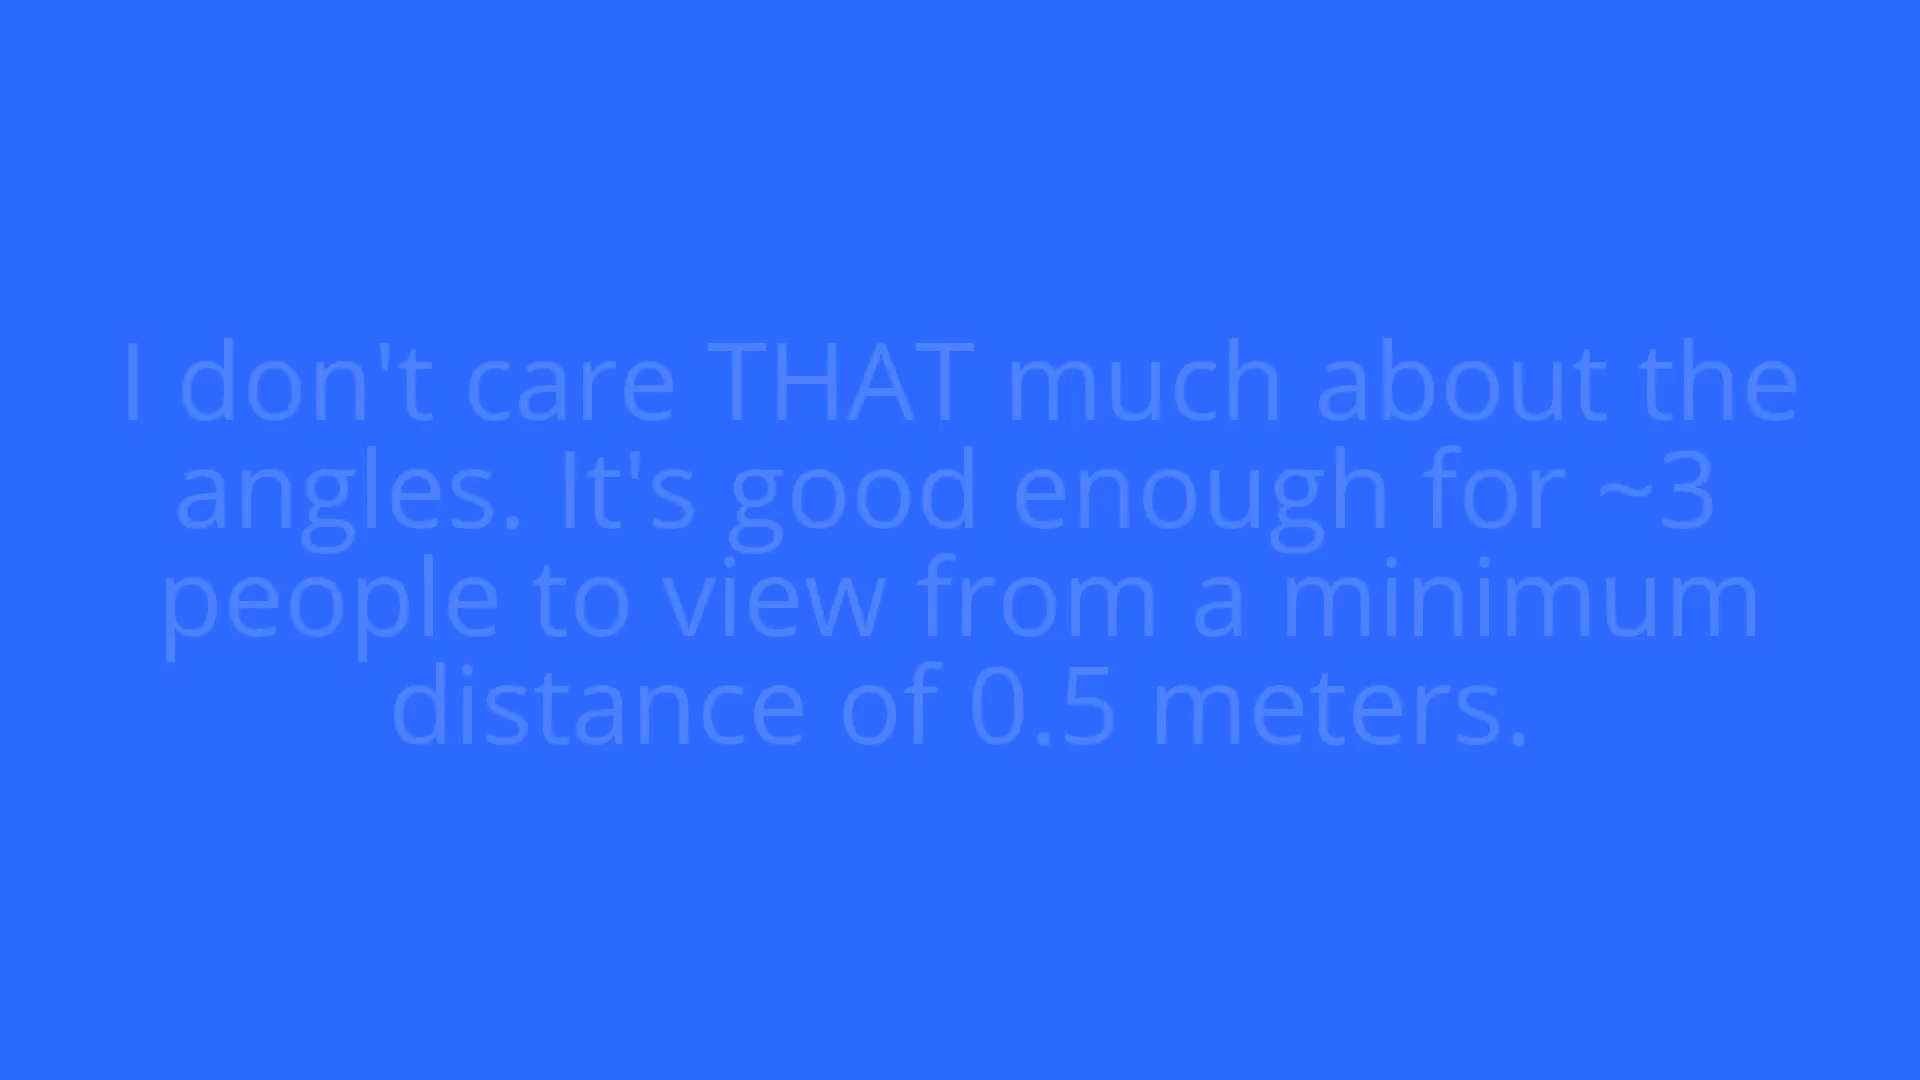 I don't care THAT much about the
angles. It's good enough for ~3
people to view from a minimum
distance of 0.5 meters.